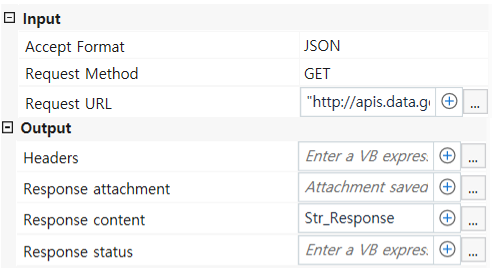 Input
Accept Format JSON
Request Method GET
Request URL "http://apis.data.g ...
Output
Headers Enter a VB expres. ...
Response attachment Attachment saved ...
Response content Str_Response ...
Response status Enter a VB expres. ...